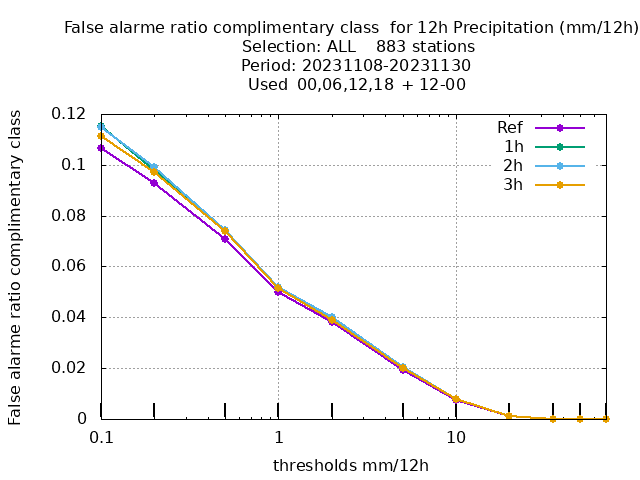 False alarme ratio complimentary class  for 12h Precipitation (mm/12h)
Selection: ALL    883 stations
Period: 20231108-20231130
Used  00,06,12,18  + 12-00
False alarme ratio complimentary class
0.12
0.1
0.08
0.06
0.04
0.02
0
Ref
1h
2h
3h
0.1
1
10
thresholds mm/12h